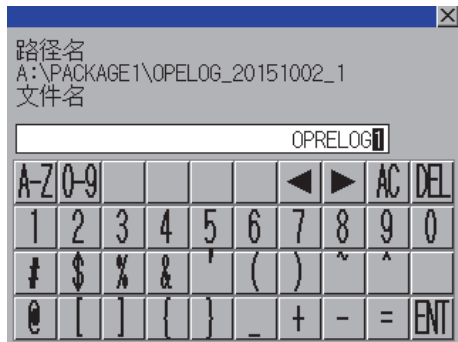 路径名
A:\PACKAGE1\OPELOG_20151002_1
文件名
OPRELOG1
A-Z 0-9 ◀ ▶ AC DEL
1 2 3 4 5 6 7 8 9 0
# $ % & ' ( ) ~ ^
@ [ ] { } _ + - = ENT